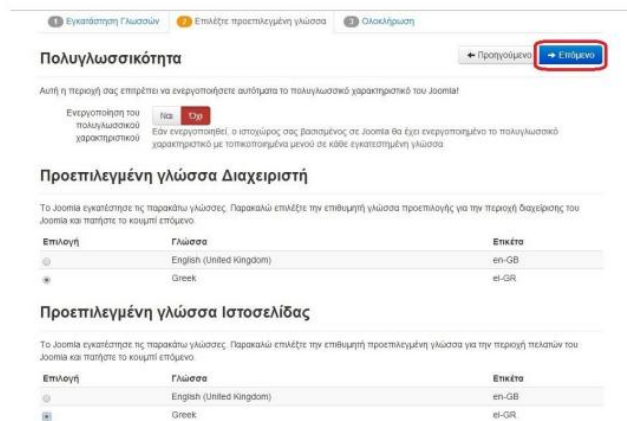 1 Εγκατάσταση Γλωσσών 2 Επιλέξτε προεπιλεγμένη γλώσσα 3 Ολοκλήρωση
Πολυγλωσσικότητα
Προηγούμενο Επόμενο
Αυτή η περιοχή σας επιτρέπει να ενεργοποιήσετε αυτόματα το πολυγλωσσικό χαρακτηριστικό του Joomla!
Ενεργοποίηση του
πολυγλωσσικού
χαρακτηριστικού
Ναι Όχι
Εάν ενεργοποιηθεί, ο ιστοχώρος σας βασισμένος σε Joomla θα έχει ενεργοποιημένο το πολυγλωσσικό
χαρακτηριστικό με τοπικοποιημένα μενού σε κάθε εγκατεστημένη γλώσσα
Προεπιλεγμένη γλώσσα Διαχειριστή
Το Joomla εγκατέστησε τις παρακάτω γλώσσες. Παρακαλώ επιλέξτε την επιθυμητή γλώσσα προεπιλογής για την περιοχή διαχείρισης του
Joomla και πατήστε το κουμπί επόμενο.
Επιλογή Γλώσσα Ετικέτα
English (United Kingdom) en-GB
Greek el-GR
Προεπιλεγμένη γλώσσα Ιστοσελίδας
Το Joomla εγκατέστησε τις παρακάτω γλώσσες. Παρακαλώ επιλέξτε την επιθυμητή προεπιλεγμένη γλώσσα για την περιοχή πελατών του
Joomla και πατήστε το κουμπί επόμενο.
Επιλογή Γλώσσα Ετικέτα
English (United Kingdom) en-GB
Greek el-GR